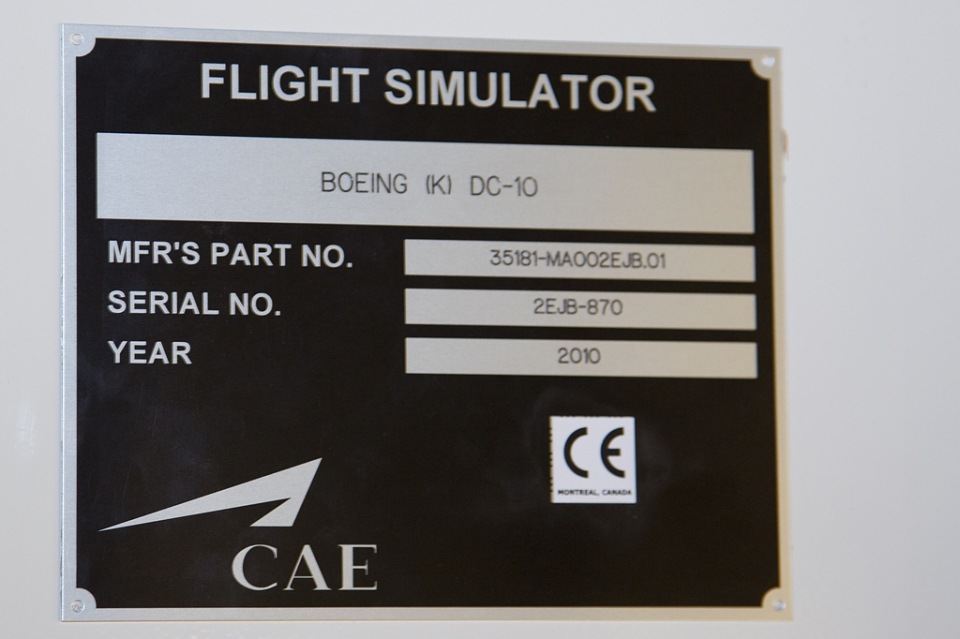 FLIGHT SIMULATOR
BOEING (K) DC-10
MFR'S PART NO. 35181-MA002EJB.01
SERIAL NO. 2EJB-870
YEAR 2010
CE
MONTREAL, CANADA
CAE